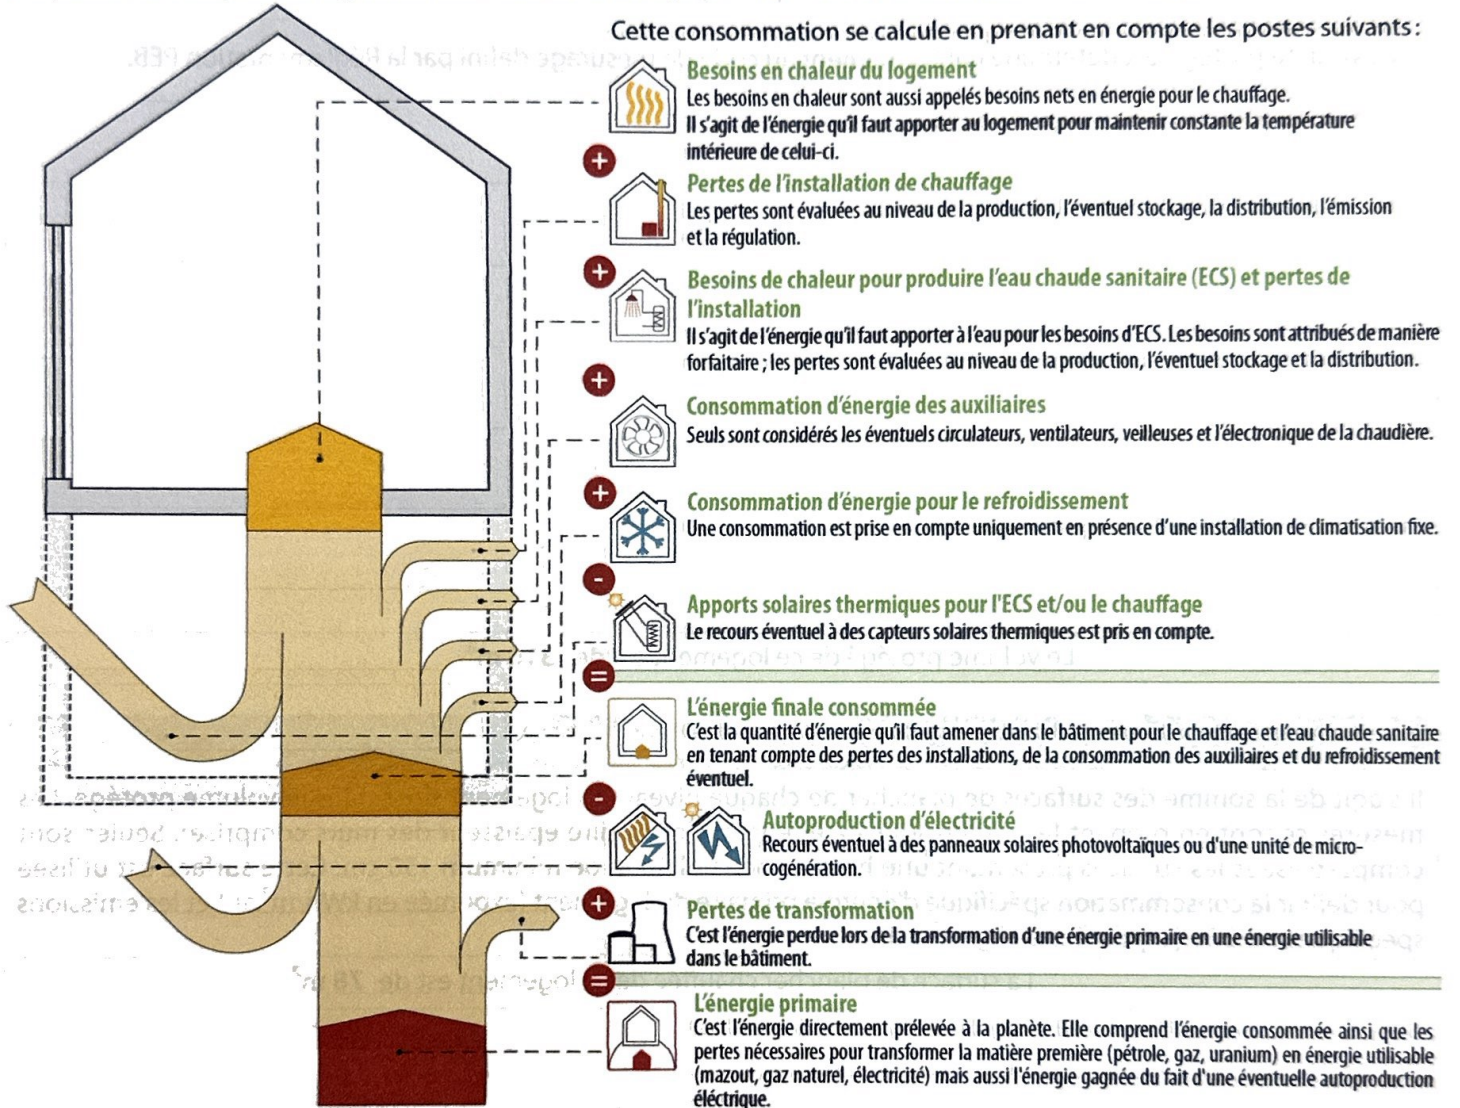 Cette consommation se calcule en prenant en compte les postes suivants :
Besoins en chaleur du logement
Les besoins en chaleur sont aussi appelés besoins nets en énergie pour le chauffage.
Il s'agit de l'énergie qu'il faut apporter au logement pour maintenir constante la température
intérieure de celui-ci.
+
Pertes de l'installation de chauffage
Les pertes sont évaluées au niveau de la production, l'éventuel stockage, la distribution, l'émission
et la régulation.
+
Besoins de chaleur pour produire l'eau chaude sanitaire (ECS) et pertes de
l'installation
Il s'agit de l'énergie qu'il faut apporter à l'eau pour les besoins d'ECS. Les besoins sont attribués de manière
forfaitaire ; les pertes sont évaluées au niveau de la production, l'éventuel stockage et la distribution.
+
Consommation d'énergie des auxiliaires
Seuls sont considérés les éventuels circulateurs, ventilateurs, veilleuses et l'électronique de la chaudière.
+
Consommation d'énergie pour le refroidissement
Une consommation est prise en compte uniquement en présence d'une installation de climatisation fixe.
-
Apports solaires thermiques pour l'ECS et/ou le chauffage
Le recours éventuel à des capteurs solaires thermiques est pris en compte.
=
L'énergie finale consommée
C'est la quantité d'énergie qu'il faut amener dans le bâtiment pour le chauffage et l'eau chaude sanitaire
en tenant compte des pertes des installations, de la consommation des auxiliaires et du refroidissement
éventuel.
-
Autoproduction d'électricité
Recours éventuel à des panneaux solaires photovoltaïques ou d'une unité de micro-
cogénération.
+
Pertes de transformation
C'est l'énergie perdue lors de la transformation d'une énergie primaire en une énergie utilisable
dans le bâtiment.
=
L'énergie primaire
C'est l'énergie directement prélevée à la planète. Elle comprend l'énergie consommée ainsi que les
pertes nécessaires pour transformer la matière première (pétrole, gaz, uranium) en énergie utilisable
(mazout, gaz naturel, électricité) mais aussi l'énergie gagnée du fait d'une éventuelle autoproduction
éléctrique.